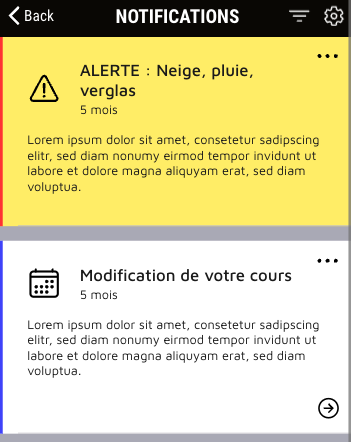 Back
NOTIFICATIONS
ALERTE : Neige, pluie,
verglas
5 mois
Lorem ipsum dolor sit amet, consetetur sadipscing
elitr, sed diam nonumy eirmod tempor invidunt ut
labore et dolore magna aliquyam erat, sed diam
voluptua.
Modification de votre cours
5 mois
Lorem ipsum dolor sit amet, consetetur sadipscing
elitr, sed diam nonumy eirmod tempor invidunt ut
labore et dolore magna aliquyam erat, sed diam
voluptua.